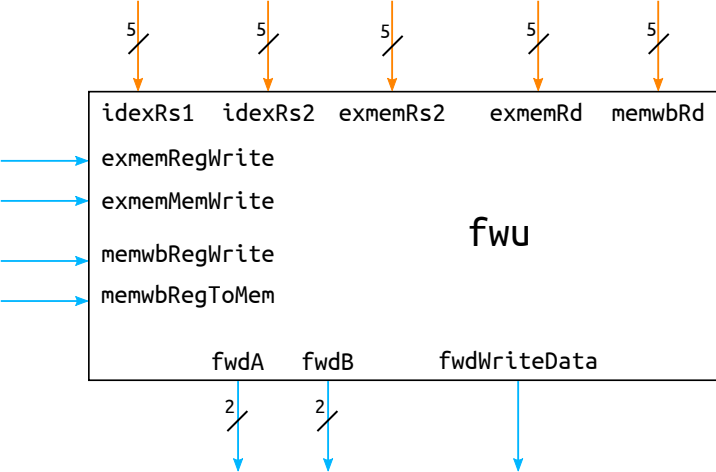 5 5 5 5 5
idexRs1 idexRs2 exmemRs2 exmemRd memwbRd
exmemRegWrite
exmemMemWrite
fwu
memwbRegWrite
memwbRegToMem
fwdA fwdB fwdWriteData
2 2